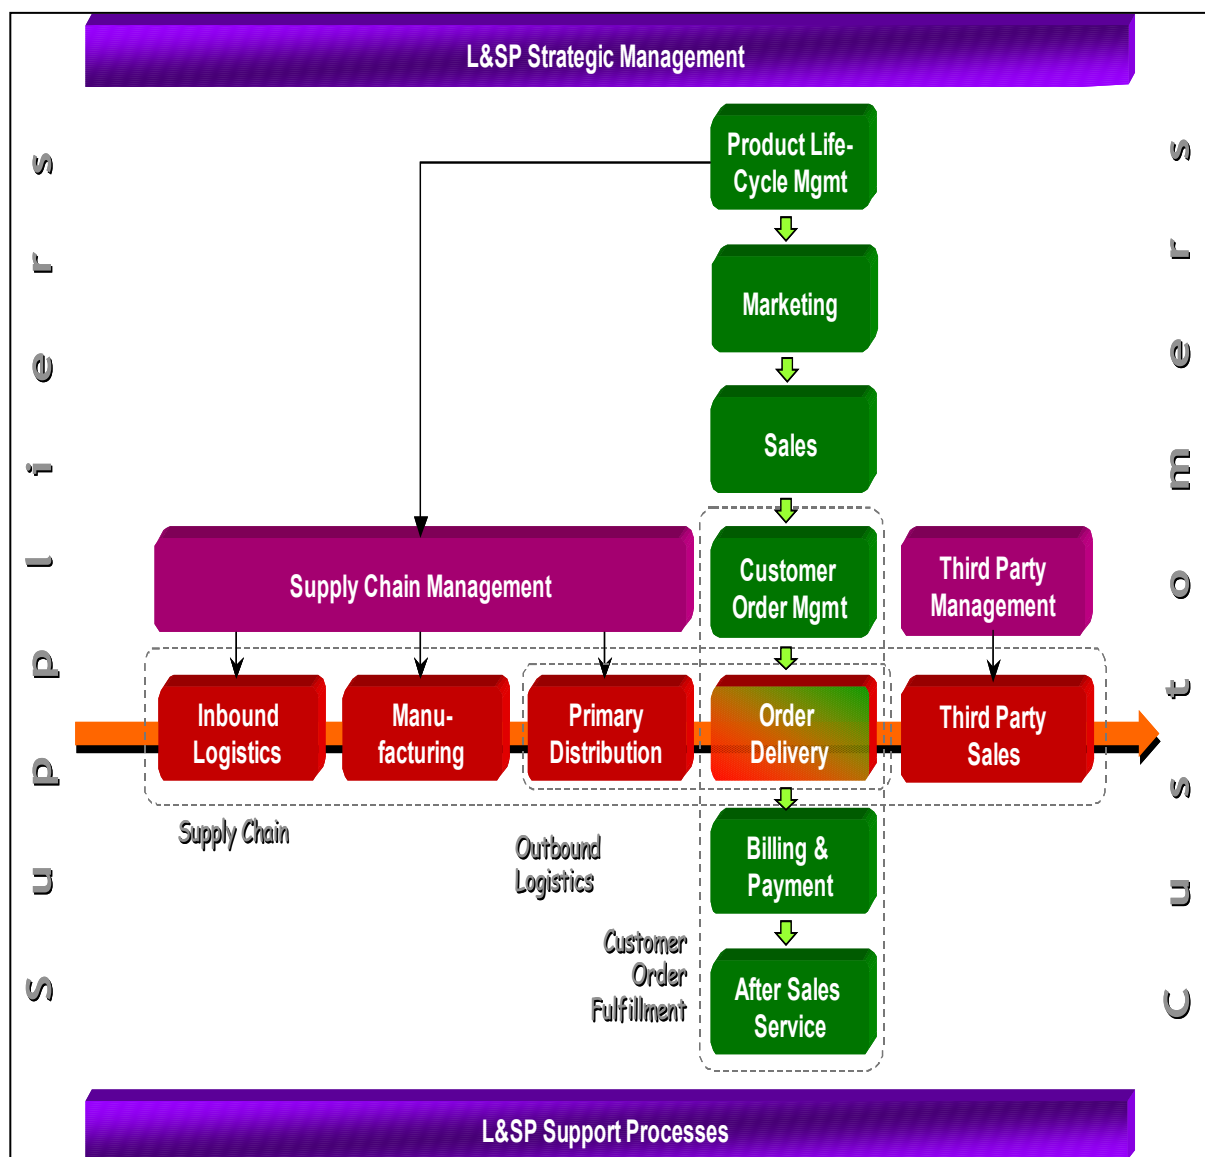 L&SP Strategic Management
Suppliers
Customers
Product Life-
Cycle Mgmt
Marketing
Sales
Supply Chain Management
Customer
Order Mgmt
Third Party
Management
Inbound
Logistics
Manu-
facturing
Primary
Distribution
Order
Delivery
Third Party
Sales
Supply Chain
Outbound
Logistics
Billing &
Payment
Customer
Order
Fulfillment
After Sales
Service
L&SP Support Processes